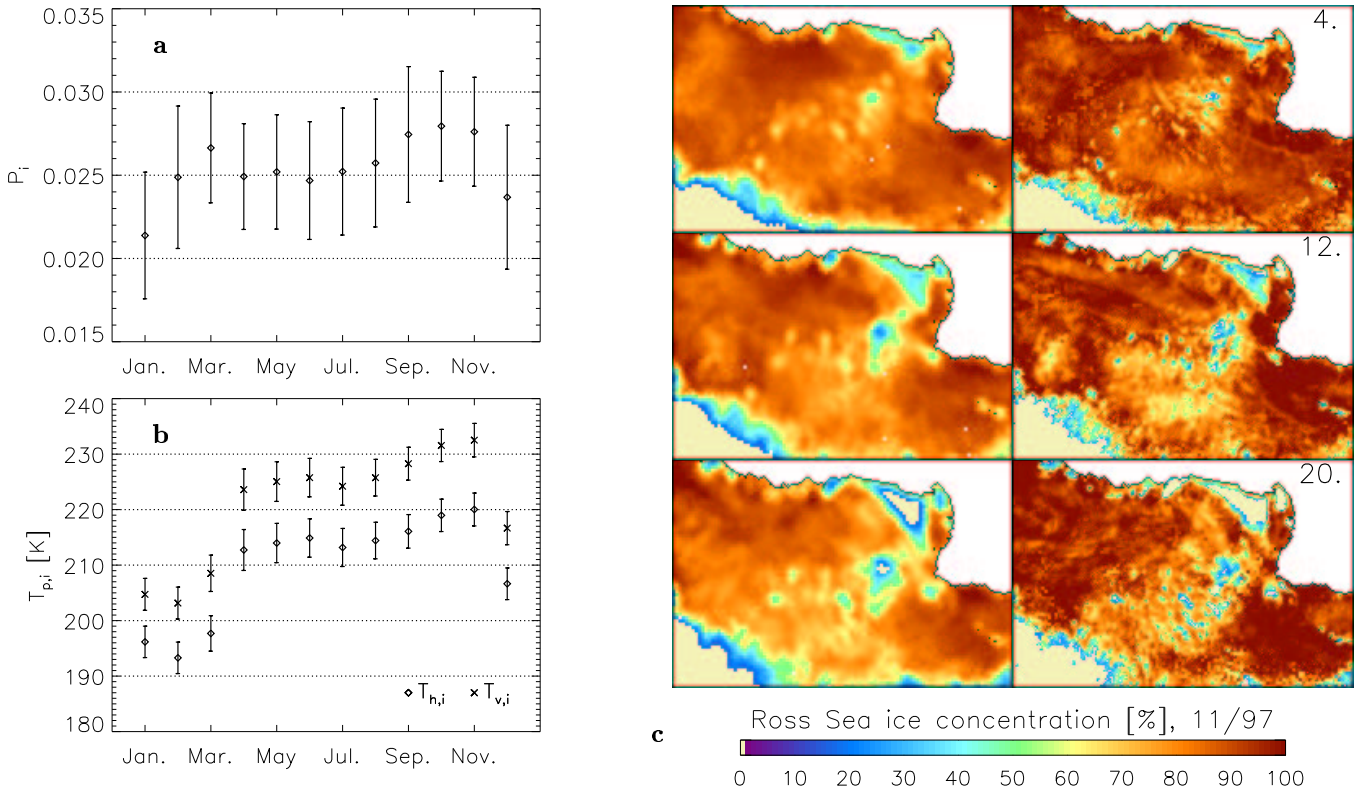 a
0.035
0.030
0.025
0.020
0.015
P_i
Jan. Mar. May Jul. Sep. Nov.
b
240
230
220
210
200
190
180
T_p,i [K]
T_h,i T_v,i
Jan. Mar. May Jul. Sep. Nov.
4.
12.
20.
c
Ross Sea ice concentration [%], 11/97
0 10 20 30 40 50 60 70 80 90 100